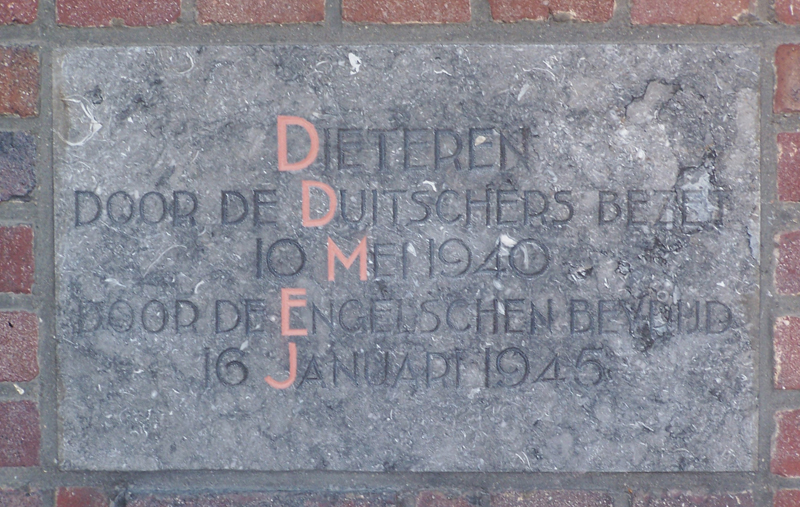 DIETEREN
DOOR DE DUITSCHERS BEZET
10 MEI 1940
DOOR DE ENGELSCHEN BEVRIJD
16 JANUARI 1945